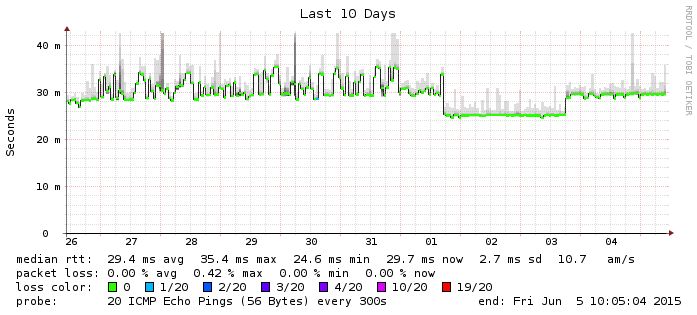 Last 10 Days
RRDTOOL / TOBI OETIKER
Seconds
40 m
30 m
20 m
10 m
0
26 27 28 29 30 31 01 02 03 04
median rtt: 29.4 ms avg 35.4 ms max 24.6 ms min 29.7 ms now 2.7 ms sd 10.7 am/s
packet loss: 0.00 % avg 0.42 % max 0.00 % min 0.00 % now
loss color: 0 1/20 2/20 3/20 4/20 10/20 19/20
probe: 20 ICMP Echo Pings (56 Bytes) every 300s end: Fri Jun 5 10:05:04 2015